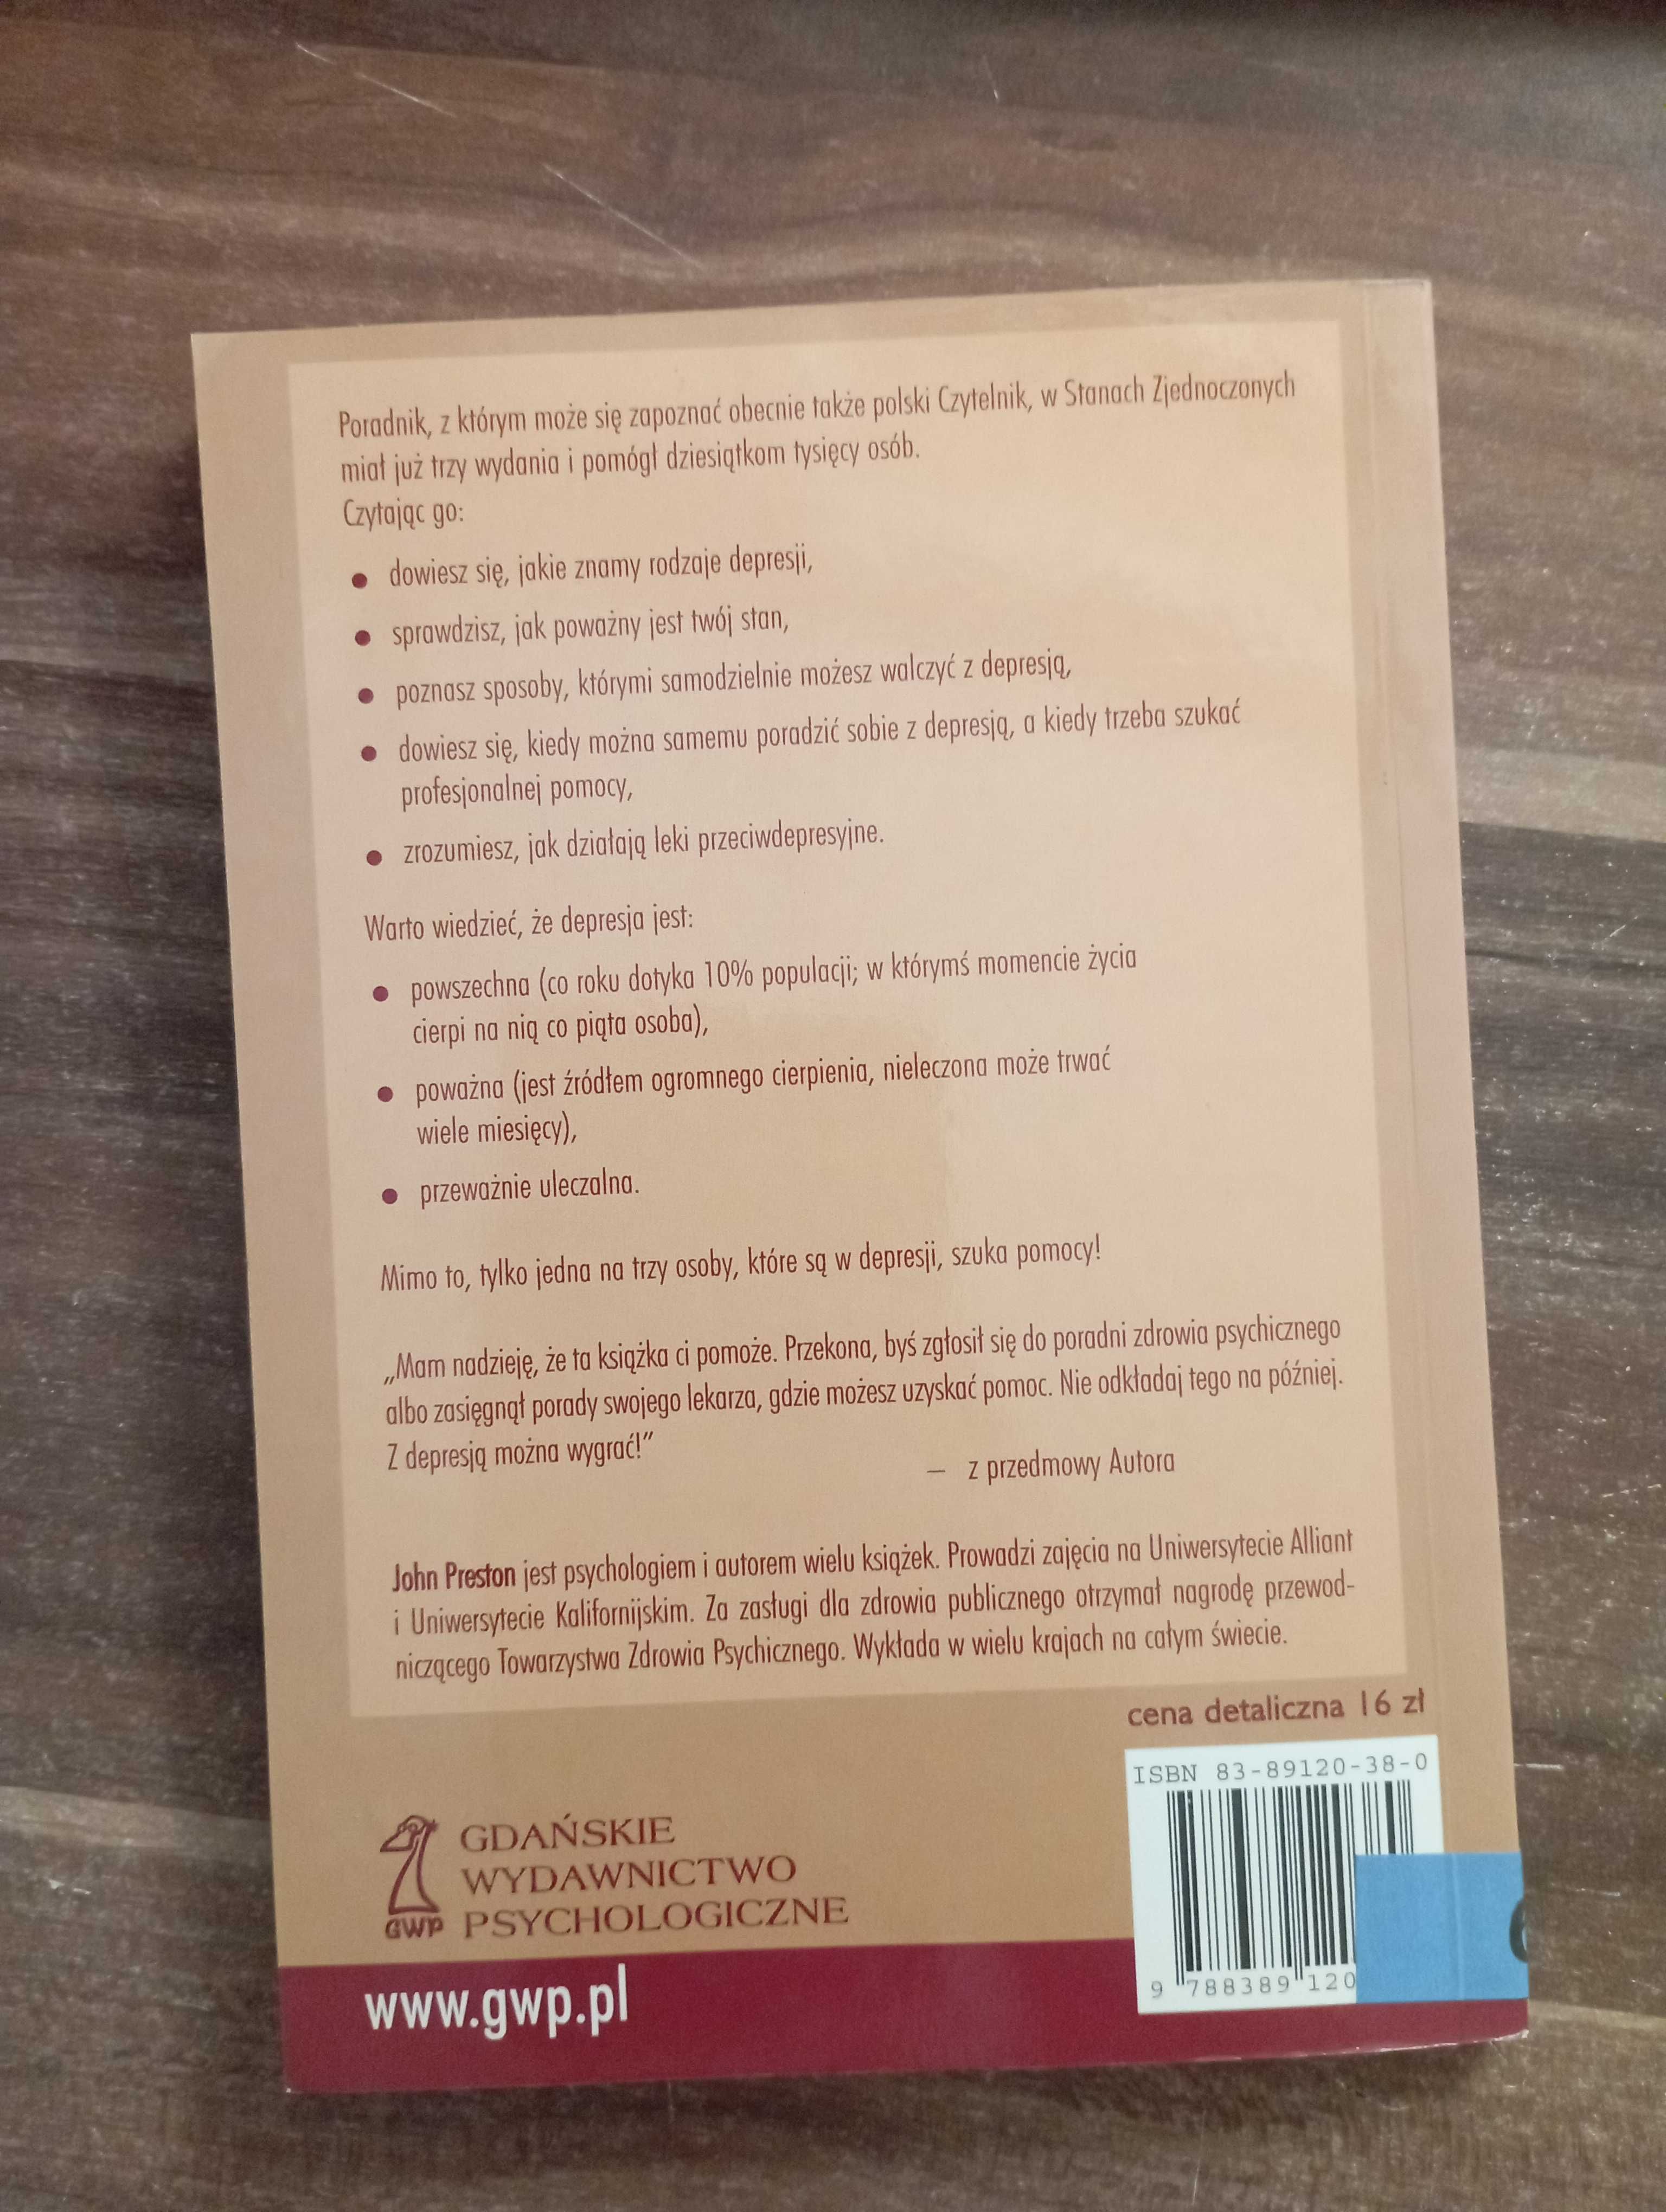 Poradnik, z którym może się zapoznać obecnie także polski Czytelnik, w Stanach Zjednoczonych
miał już trzy wydania i pomógł dziesiątkom tysięcy osób.
Czytając go:
• dowiesz się, jakie znamy rodzaje depresji,
• sprawdzisz, jak poważny jest twój stan,
• poznasz sposoby, którymi samodzielnie możesz walczyć z depresją,
• dowiesz się, kiedy można samemu poradzić sobie z depresją, a kiedy trzeba szukać
profesjonalnej pomocy,
• zrozumiesz, jak działają leki przeciwdepresyjne.
Warto wiedzieć, że depresja jest:
• powszechna (co roku dotyka 10% populacji; w którymś momencie życia
cierpi na nią co piąta osoba),
• poważna (jest źródłem ogromnego cierpienia, nieleczona może trwać
wiele miesięcy),
• przeważnie uleczalna.
Mimo to, tylko jedna na trzy osoby, które są w depresji, szuka pomocy!
„Mam nadzieję, że ta książka ci pomoże. Przekona, byś zgłosił się do poradni zdrowia psychicznego
albo zasięgnął porady swojego lekarza, gdzie możesz uzyskać pomoc. Nie odkładaj tego na później.
Z depresją można wygrać!”
– z przedmowy Autora
John Preston jest psychologiem i autorem wielu książek. Prowadzi zajęcia na Uniwersytecie Alliant
i Uniwersytecie Kalifornijskim. Za zasługi dla zdrowia publicznego otrzymał nagrodę przewod-
niczącego Towarzystwa Zdrowia Psychicznego. Wykłada w wielu krajach na całym świecie.
cena detaliczna 16 zł
ISBN 83-89120-38-0
9 788389 120
GWP
GDAŃSKIE
WYDAWNICTWO
PSYCHOLOGICZNE
www.gwp.pl